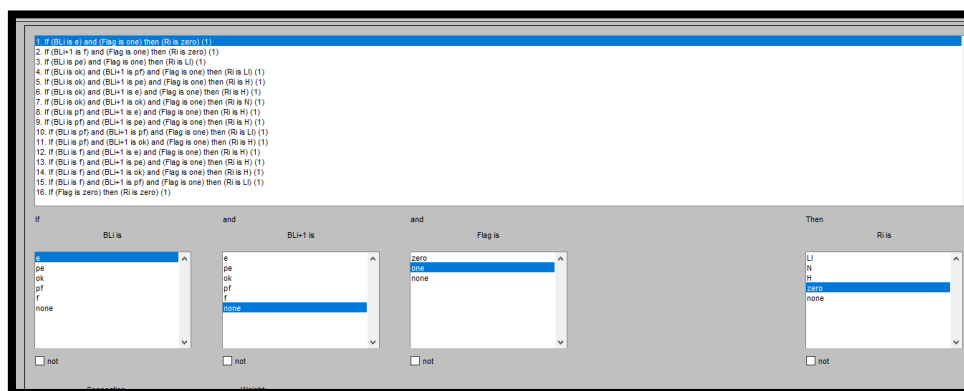 1. If (BLi is e) and (Flag is one) then (Ri is zero) (1)
2. If (BLi+1 is f) and (Flag is one) then (Ri is zero) (1)
3. If (BLi is pe) and (Flag is one) then (Ri is LI) (1)
4. If (BLi is ok) and (BLi+1 is pf) and (Flag is one) then (Ri is LI) (1)
5. If (BLi is ok) and (BLi+1 is pe) and (Flag is one) then (Ri is H) (1)
6. If (BLi is ok) and (BLi+1 is e) and (Flag is one) then (Ri is H) (1)
7. If (BLi is ok) and (BLi+1 is ok) and (Flag is one) then (Ri is N) (1)
8. If (BLi is pf) and (BLi+1 is e) and (Flag is one) then (Ri is H) (1)
9. If (BLi is pf) and (BLi+1 is pe) and (Flag is one) then (Ri is H) (1)
10. If (BLi is pf) and (BLi+1 is pf) and (Flag is one) then (Ri is LI) (1)
11. If (BLi is pf) and (BLi+1 is ok) and (Flag is one) then (Ri is H) (1)
12. If (BLi is f) and (BLi+1 is e) and (Flag is one) then (Ri is H) (1)
13. If (BLi is f) and (BLi+1 is pe) and (Flag is one) then (Ri is H) (1)
14. If (BLi is f) and (BLi+1 is ok) and (Flag is one) then (Ri is H) (1)
15. If (BLi is f) and (BLi+1 is pf) and (Flag is one) then (Ri is LI) (1)
16. If (Flag is zero) then (Ri is zero) (1)
If and and Then
BLi is BLi+1 is Flag is Ri is
e e zero LI
pe pe one N
ok ok none H
pf pf zero
f f none
none none
not not not not
Connection Weight: